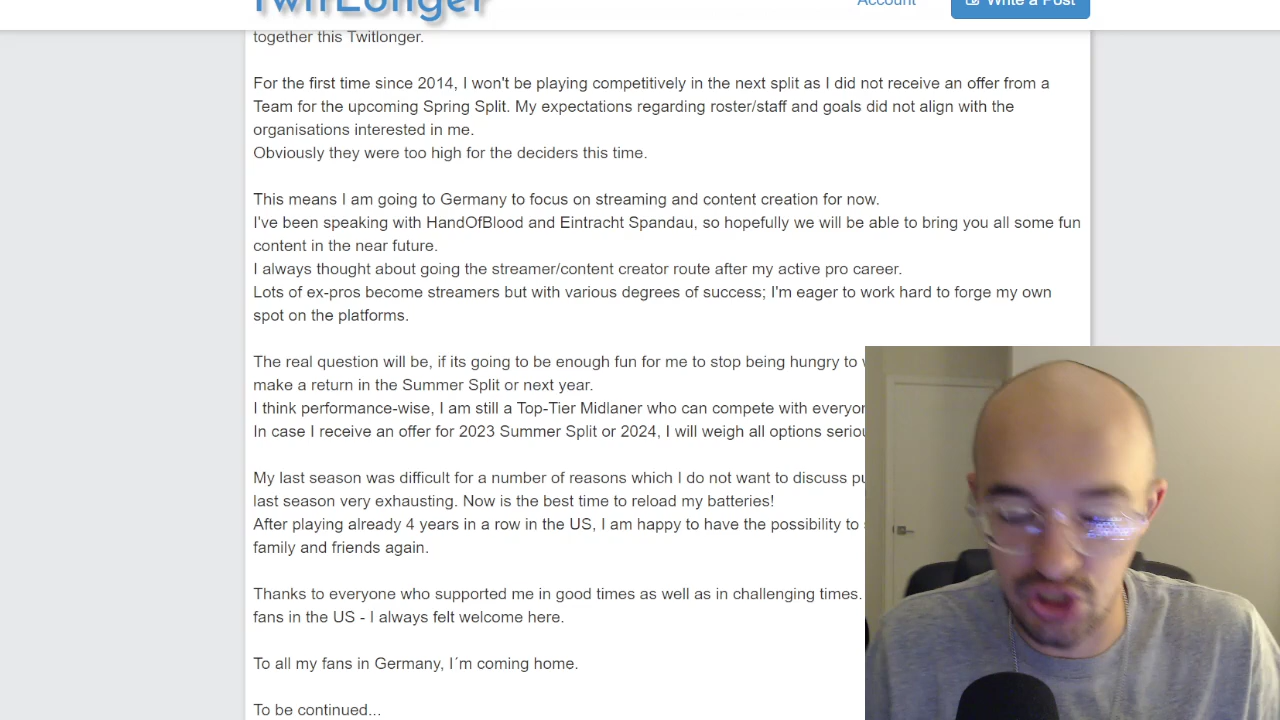 TwitLonger
Account
Write a Post
together this Twitlonger.
For the first time since 2014, I won't be playing competitively in the next split as I did not receive an offer from a
Team for the upcoming Spring Split. My expectations regarding roster/staff and goals did not align with the
organisations interested in me.
Obviously they were too high for the deciders this time.
This means I am going to Germany to focus on streaming and content creation for now.
I've been speaking with HandOfBlood and Eintracht Spandau, so hopefully we will be able to bring you all some fun
content in the near future.
I always thought about going the streamer/content creator route after my active pro career.
Lots of ex-pros become streamers but with various degrees of success; I'm eager to work hard to forge my own
spot on the platforms.
The real question will be, if its going to be enough fun for me to stop being hungry to
make a return in the Summer Split or next year.
I think performance-wise, I am still a Top-Tier Midlaner who can compete with
In case I receive an offer for 2023 Summer Split or 2024, I will weigh all options
My last season was difficult for a number of reasons which I do not want to discuss
last season very exhausting. Now is the best time to reload my batteries!
After playing already 4 years in a row in the US, I am happy to have the possibility to
family and friends again.
Thanks to everyone who supported me in good times as well as in challenging times.
fans in the US - I always felt welcome here.
To all my fans in Germany, I´m coming home.
To be continued...